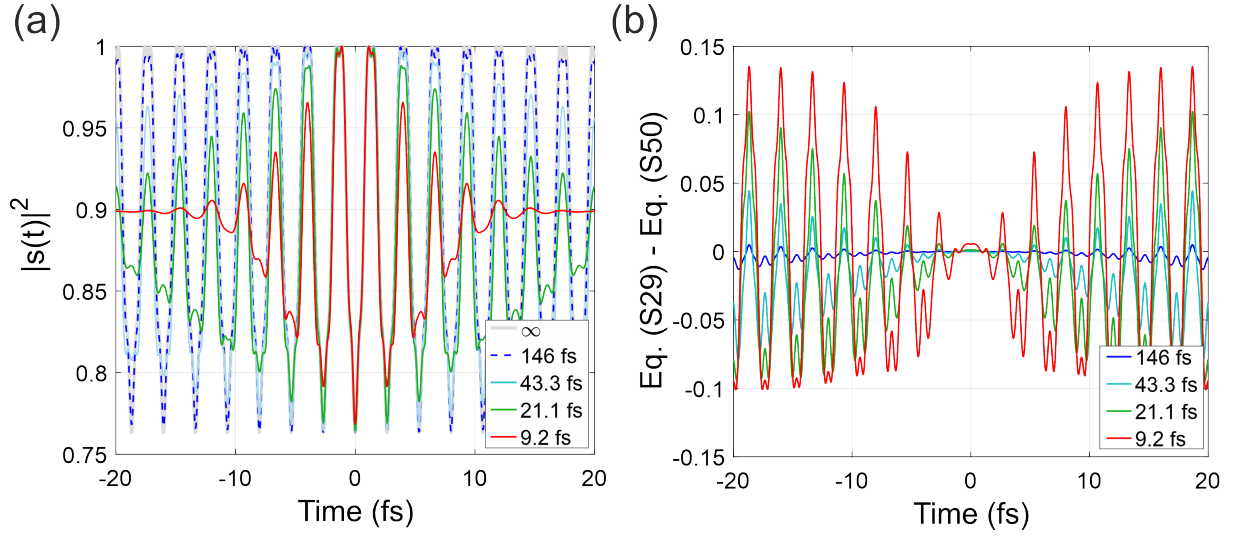 (a)
|s(t)|²
1
0.95
0.9
0.85
0.8
0.75
-20
-10
0
10
20
Time (fs)
∞
146 fs
43.3 fs
21.1 fs
9.2 fs
(b)
Eq. (S29) - Eq. (S50)
0.15
0.1
0.05
0
-0.05
-0.1
-0.15
-20
-10
0
10
20
Time (fs)
146 fs
43.3 fs
21.1 fs
9.2 fs